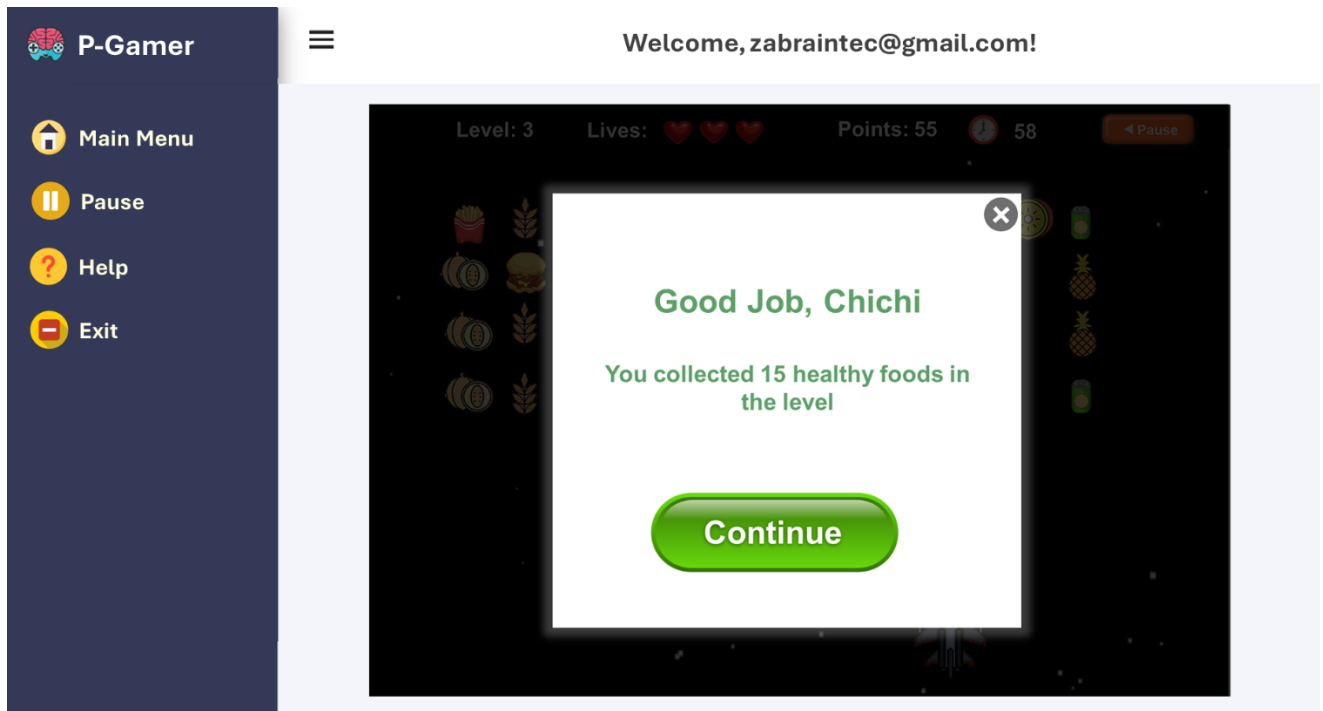 P-Gamer
Welcome, zabraintec@gmail.com!
Main Menu
Pause
Help
Exit
Level: 3 Lives: Points: 55 58 Pause
Good Job, Chichi
You collected 15 healthy foods in
the level
Continue